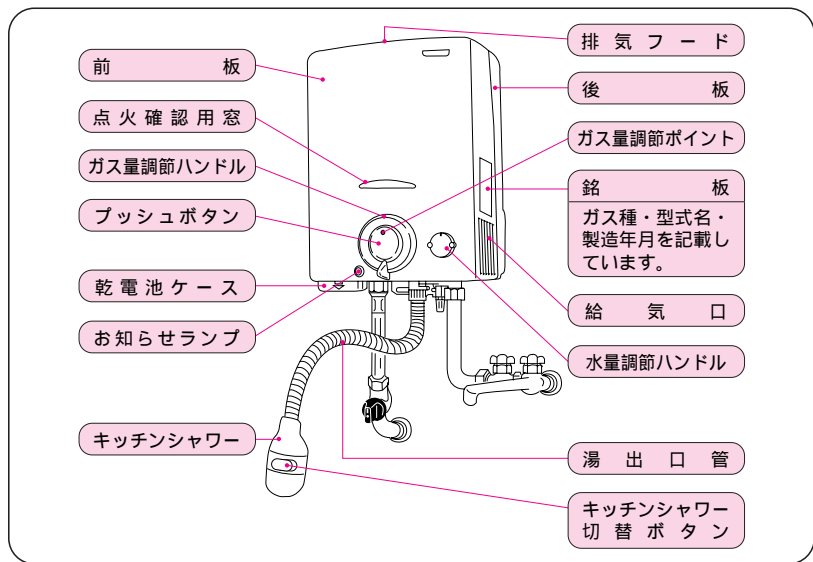 前板
点火確認用窓
ガス量調節ハンドル
プッシュボタン
乾電池ケース
お知らせランプ
キッチンシャワー
排気フード
後板
ガス量調節ポイント
銘板
ガス種・型式名・
製造年月を記載し
ています。
給気口
水量調節ハンドル
湯出口管
キッチンシャワー
切替ボタン